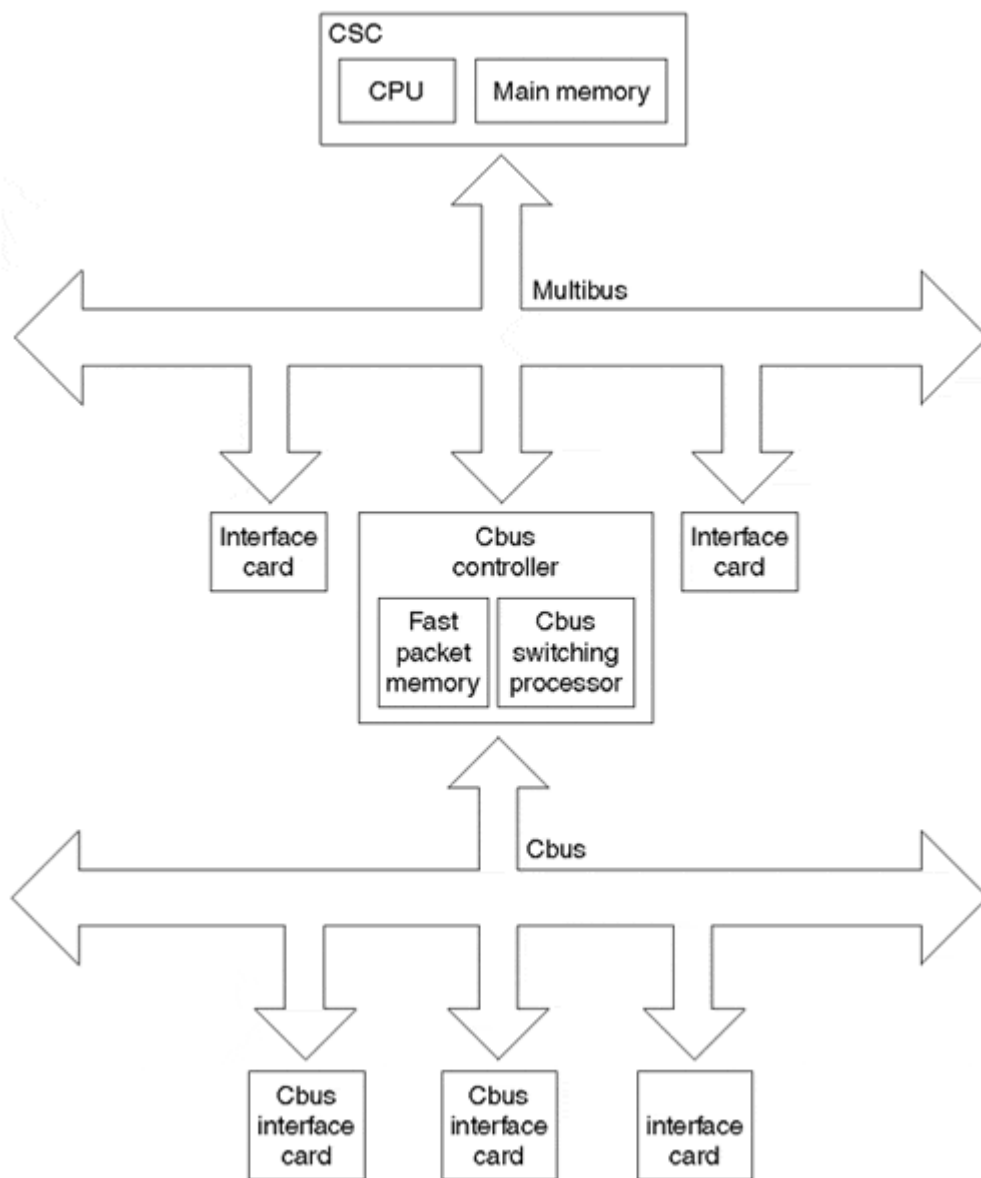 CSC
CPU
Main memory
Multibus
Interface
card
Cbus
controller
Fast
packet
memory
Cbus
switching
processor
Interface
card
Cbus
Cbus
interface
card
Cbus
interface
card
interface
card